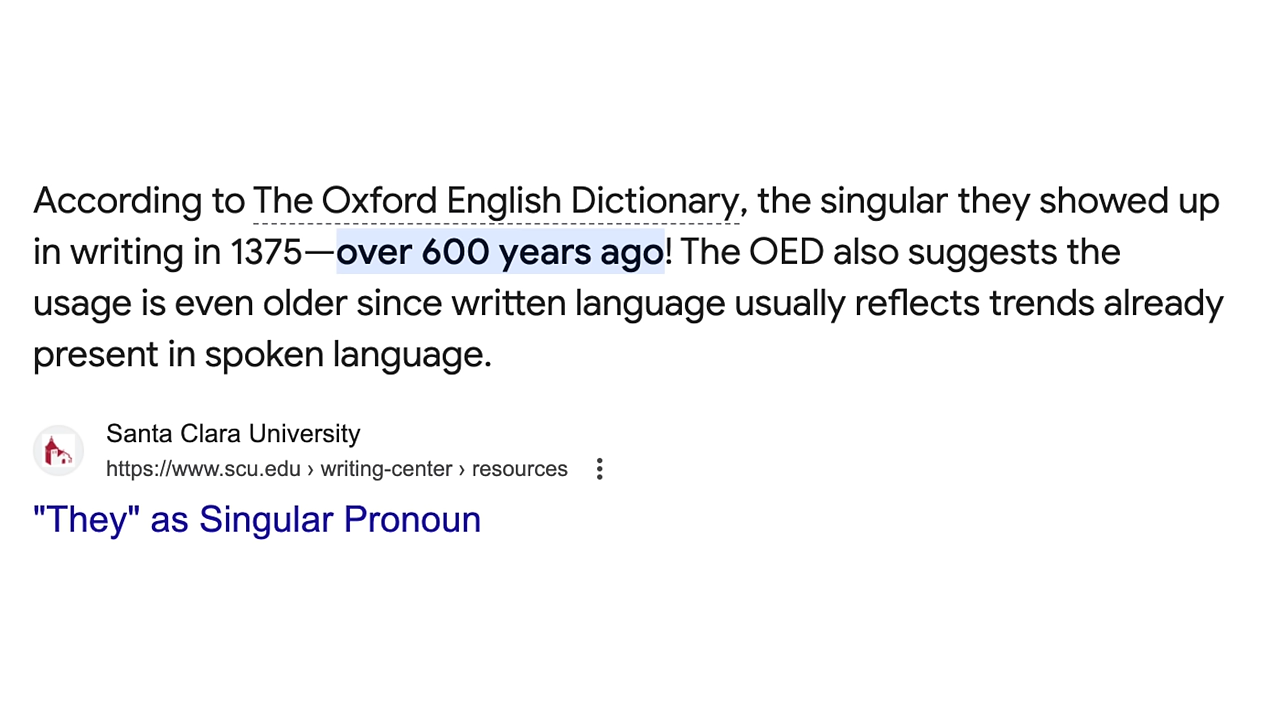 According to The Oxford English Dictionary, the singular they showed up
in writing in 1375—over 600 years ago! The OED also suggests the
usage is even older since written language usually reflects trends already
present in spoken language.
Santa Clara University
https://www.scu.edu › writing-center › resources
"They" as Singular Pronoun